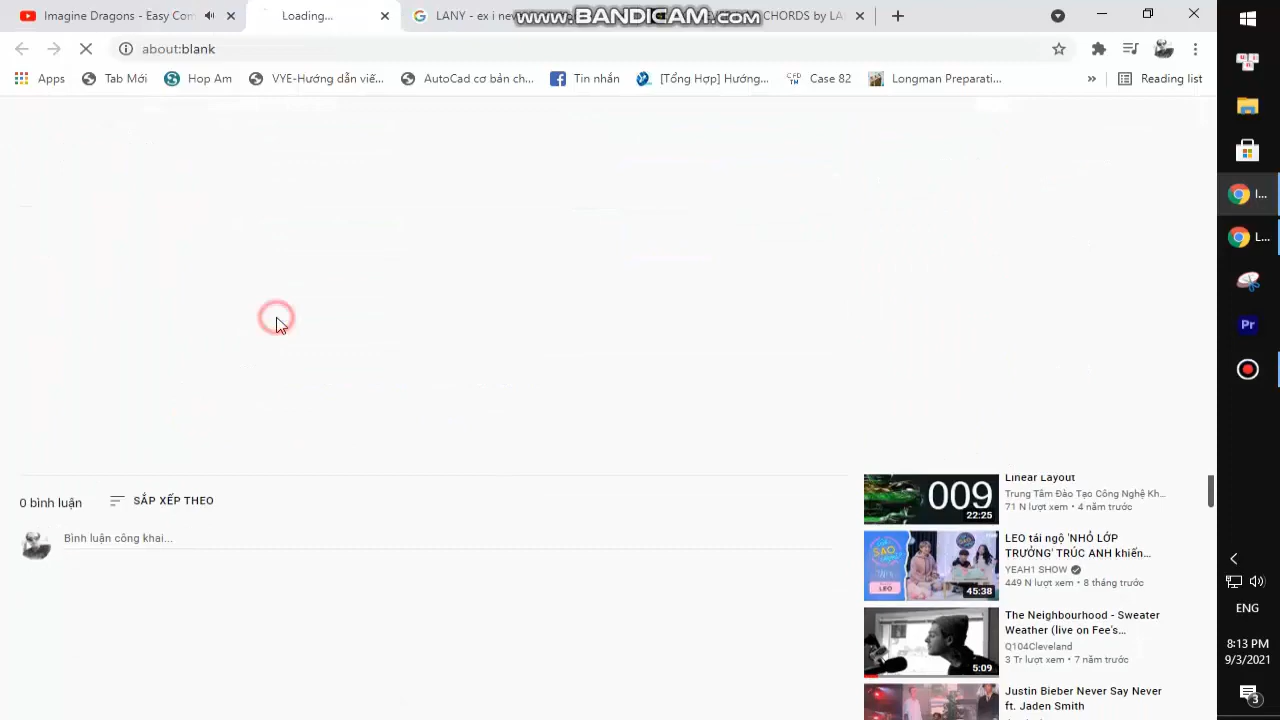 Imagine Dragons - Easy Con
Loading...
LANY - ex i nev
www.BANDICAM.com
CHORDS by LA
about:blank
Apps
Tab Mới
Hop Am
VYE-Hướng dẫn viế...
AutoCad cơ bản ch...
Tin nhắn
[Tổng Hợp] Hướng...
Case 82
Longman Preparati...
»
Reading list
I...
L...
Pr
0 bình luận
SẮP XẾP THEO
Bình luận công khai...
009
22:25
Linear Layout
Trung Tâm Đào Tạo Công Nghệ Kh...
71 N lượt xem • 4 năm trước
LEO
45:38
LEO tái ngộ 'NHỎ LỚP
TRƯỞNG' TRÚC ANH khiến...
YEAH1 SHOW
449 N lượt xem • 8 tháng trước
5:09
The Neighbourhood - Sweater
Weather (live on Fee's...
Q104Cleveland
3 Tr lượt xem • 7 năm trước
Justin Bieber Never Say Never
ft. Jaden Smith
ENG
8:13 PM
9/3/2021
3